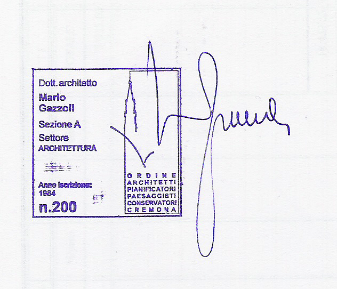 Dott. architetto
Mario
Gazzoli
Sezione A
Settore
ARCHITETTURA
Anno iscrizione:
1984
n.200
ORDINE
ARCHITETTI
PIANIFICATORI
PAESAGGISTI
CONSERVATORI
CREMONA